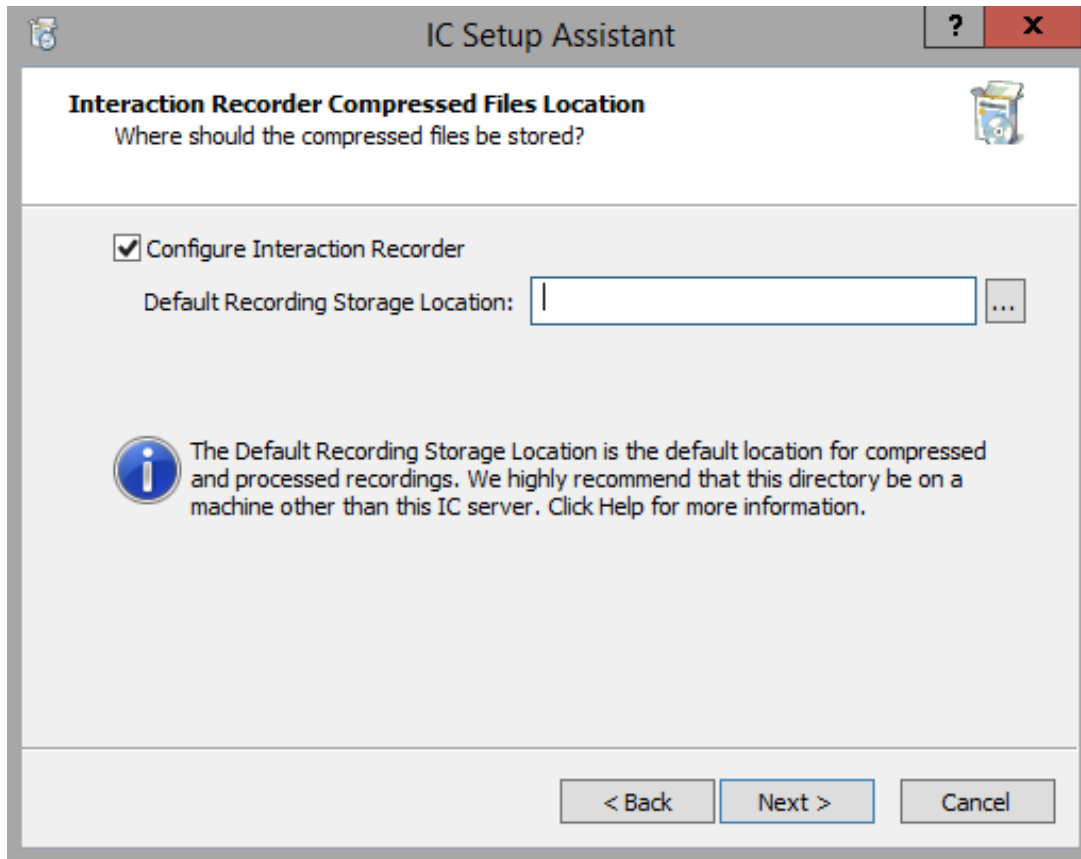 IC Setup Assistant
? x
Interaction Recorder Compressed Files Location
Where should the compressed files be stored?
Configure Interaction Recorder
Default Recording Storage Location:
...
The Default Recording Storage Location is the default location for compressed
and processed recordings. We highly recommend that this directory be on a
machine other than this IC server. Click Help for more information.
< Back Next > Cancel